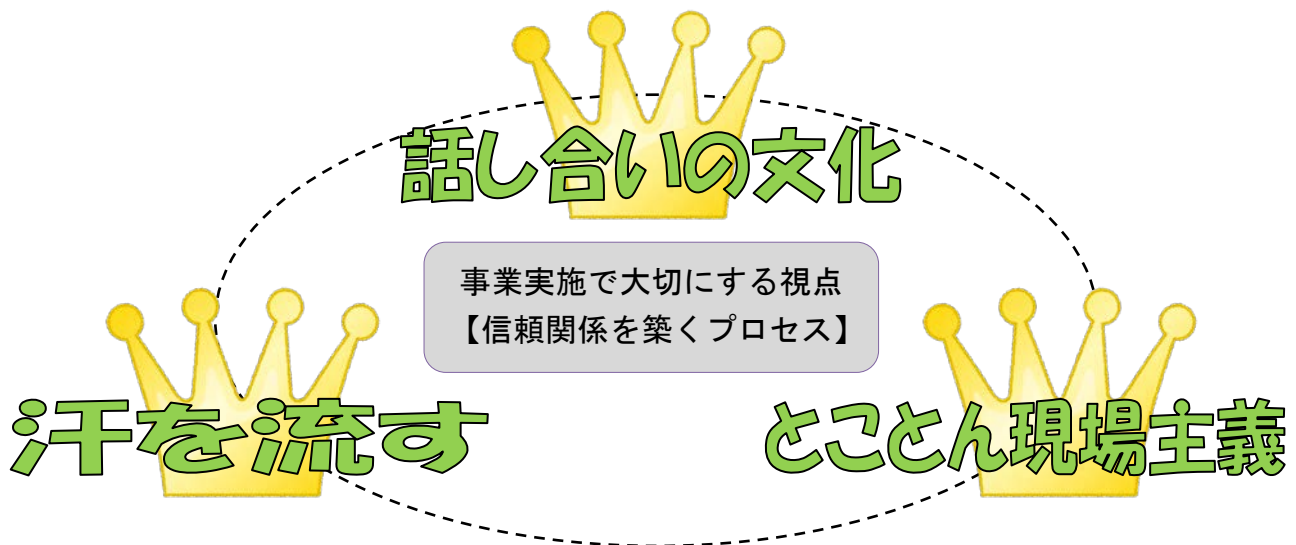 話し合いの文化
事業実施で大切にする視点
【信頼関係を築くプロセス】
汗を流す
とことん現場主義